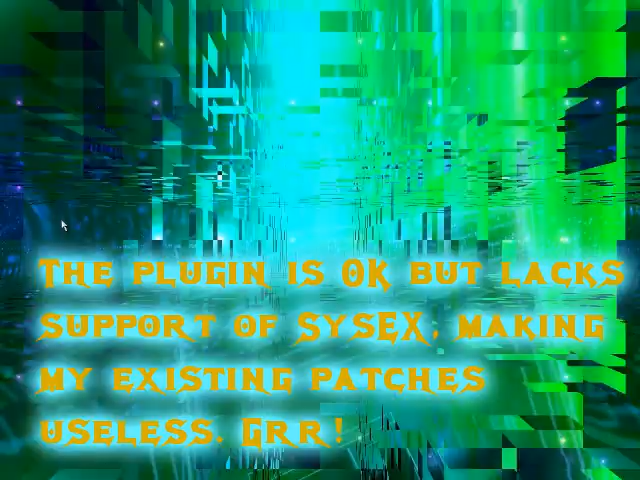 The plugin is OK but lacks
support of SysEX, making
my existing patches
useless. Grr!